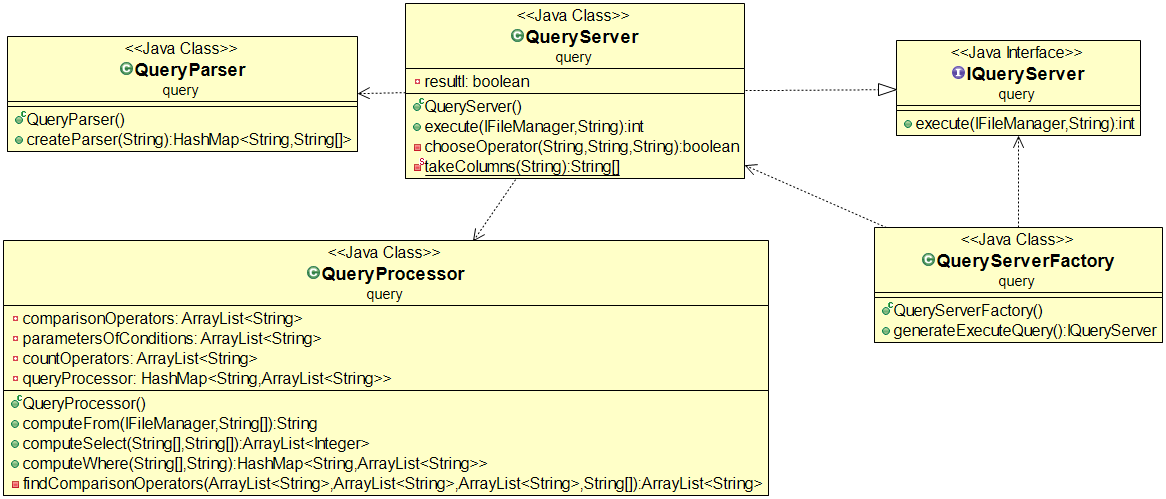 <<Java Class>>
QueryParser
query
QueryParser()
createParser(String):HashMap<String,String[]>
<<Java Class>>
QueryServer
query
resultI: boolean
QueryServer()
execute(IFileManager,String):int
chooseOperator(String,String,String):boolean
takeColumns(String):String[]
<<Java Interface>>
IQueryServer
query
execute(IFileManager,String):int
<<Java Class>>
QueryProcessor
query
comparisonOperators: ArrayList<String>
parametersOfConditions: ArrayList<String>
countOperators: ArrayList<String>
queryProcessor: HashMap<String,ArrayList<String>>
QueryProcessor()
computeFrom(IFileManager,String[]):String
computeSelect(String[],String[]):ArrayList<Integer>
computeWhere(String[],String):HashMap<String,ArrayList<String>>
findComparisonOperators(ArrayList<String>,ArrayList<String>,ArrayList<String>,String[]):ArrayList<String>
<<Java Class>>
QueryServerFactory
query
QueryServerFactory()
generateExecuteQuery():IQueryServer